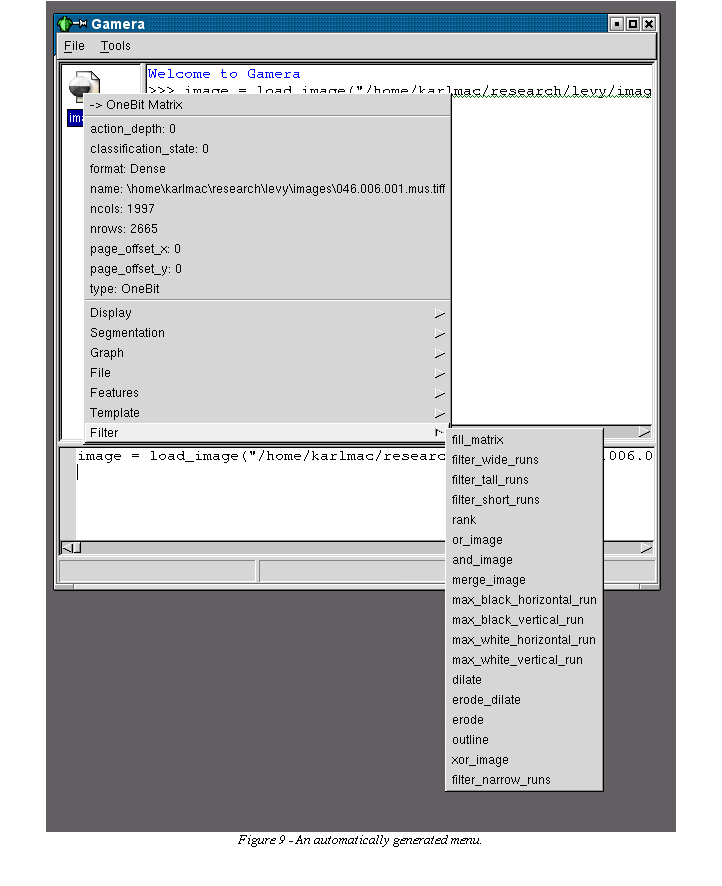 Gamera
File Tools
Welcome to Gamera
>>> image = load_image("/home/karlmac/research/levy/imag
-> OneBit Matrix
action_depth: 0
classification_state: 0
format: Dense
name: \home\karlmac\research\levy\images\046.006.001.mus.tiff
ncols: 1997
nrows: 2665
page_offset_x: 0
page_offset_y: 0
type: OneBit
Display
Segmentation
Graph
File
Features
Template
Filter
image = load_image("/home/karlmac/researc .006.0
fill_matrix
filter_wide_runs
filter_tall_runs
filter_short_runs
rank
or_image
and_image
merge_image
max_black_horizontal_run
max_black_vertical_run
max_white_horizontal_run
max_white_vertical_run
dilate
erode_dilate
erode
outline
xor_image
filter_narrow_runs
Figure 9 - An automatically generated menu.